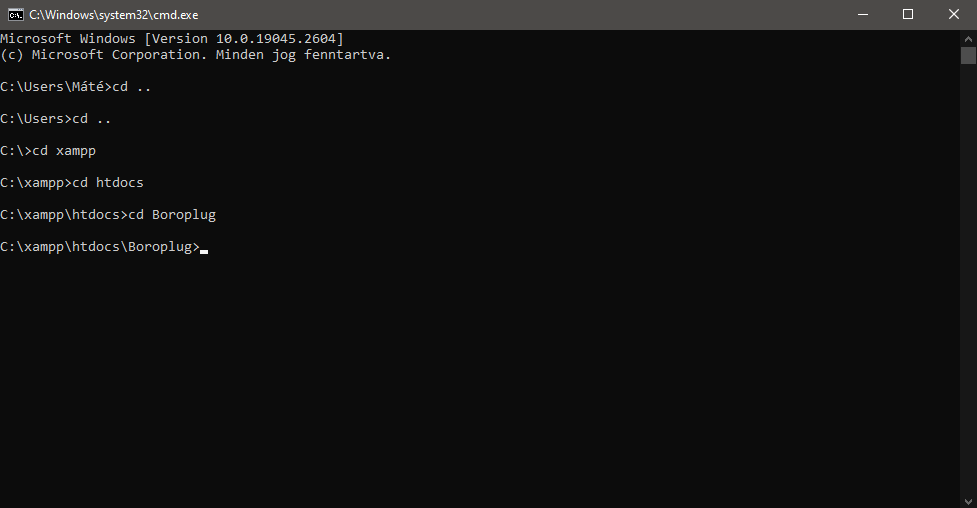 C:\Windows\system32\cmd.exe
Microsoft Windows [Version 10.0.19045.2604]
(c) Microsoft Corporation. Minden jog fenntartva.
C:\Users\Máté>cd ..
C:\Users>cd ..
C:\>cd xampp
C:\xampp>cd htdocs
C:\xampp\htdocs>cd Boroplug
C:\xampp\htdocs\Boroplug>